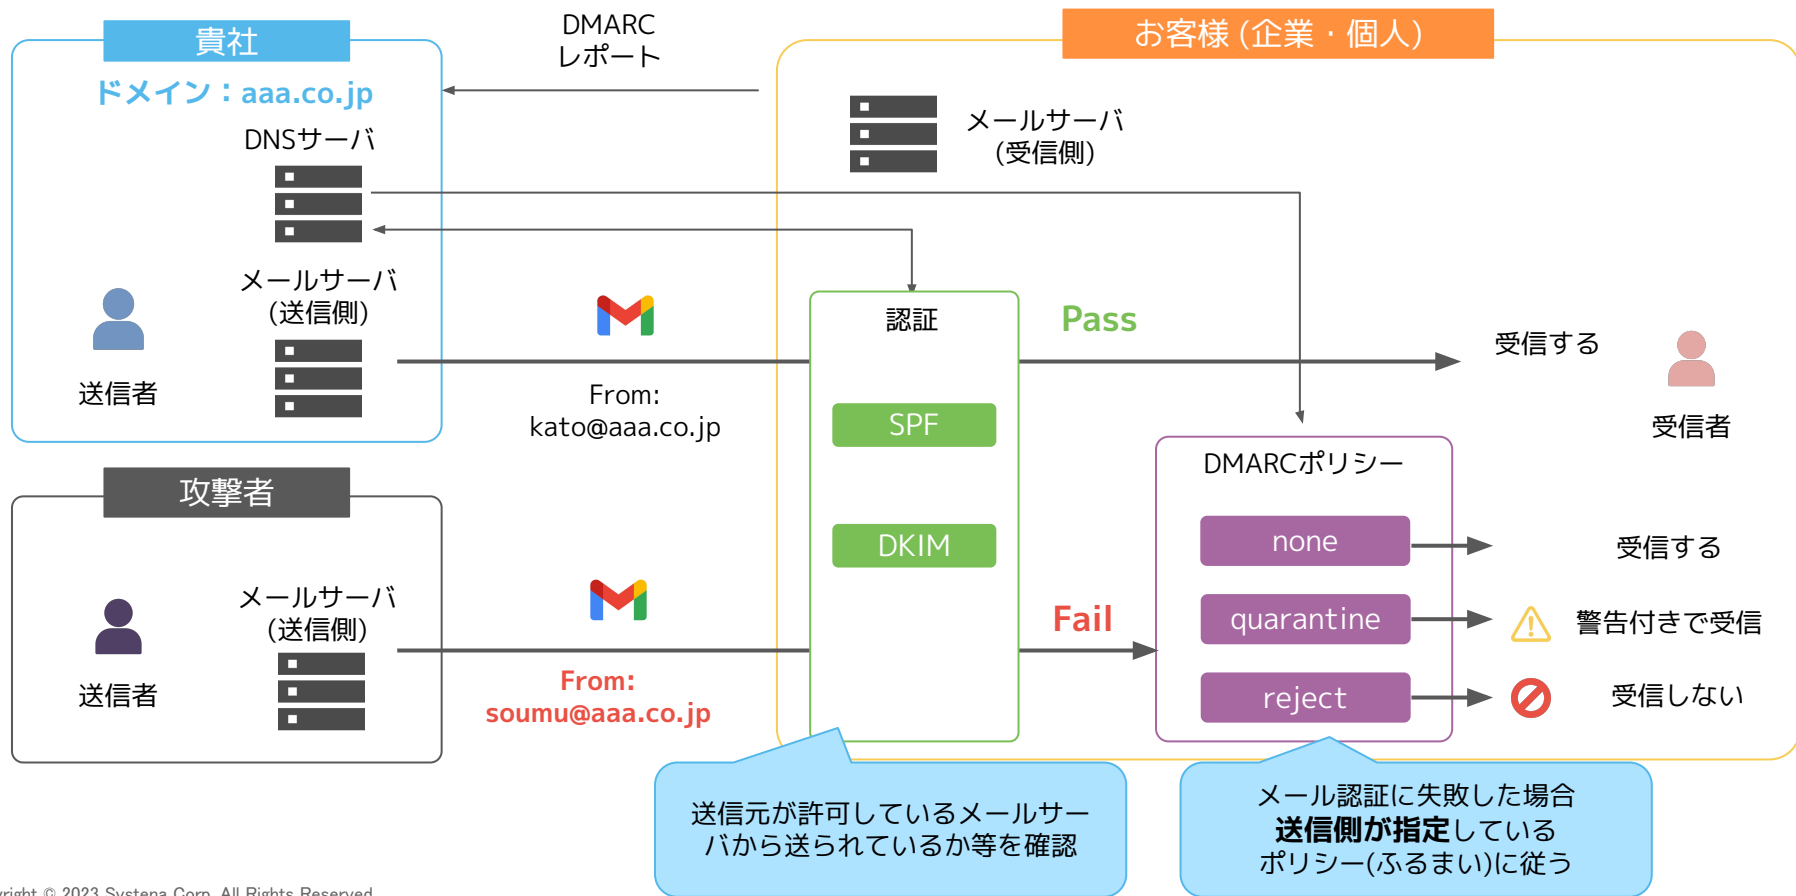 貴社
ドメイン：aaa.co.jp
DNSサーバ
メールサーバ
(送信側)
送信者
DMARC
レポート
お客様 (企業・個人)
メールサーバ
(受信側)
From:
kato@aaa.co.jp
認証
SPF
DKIM
Pass
受信する
受信者
攻撃者
メールサーバ
(送信側)
送信者
From:
soumu@aaa.co.jp
Fail
DMARCポリシー
none
受信する
quarantine
警告付きで受信
reject
受信しない
送信元が許可しているメールサー
バから送られているか等を確認
メール認証に失敗した場合
送信側が指定している
ポリシー(ふるまい)に従う
yright © 2023 Systena Corp. All Rights Reserved